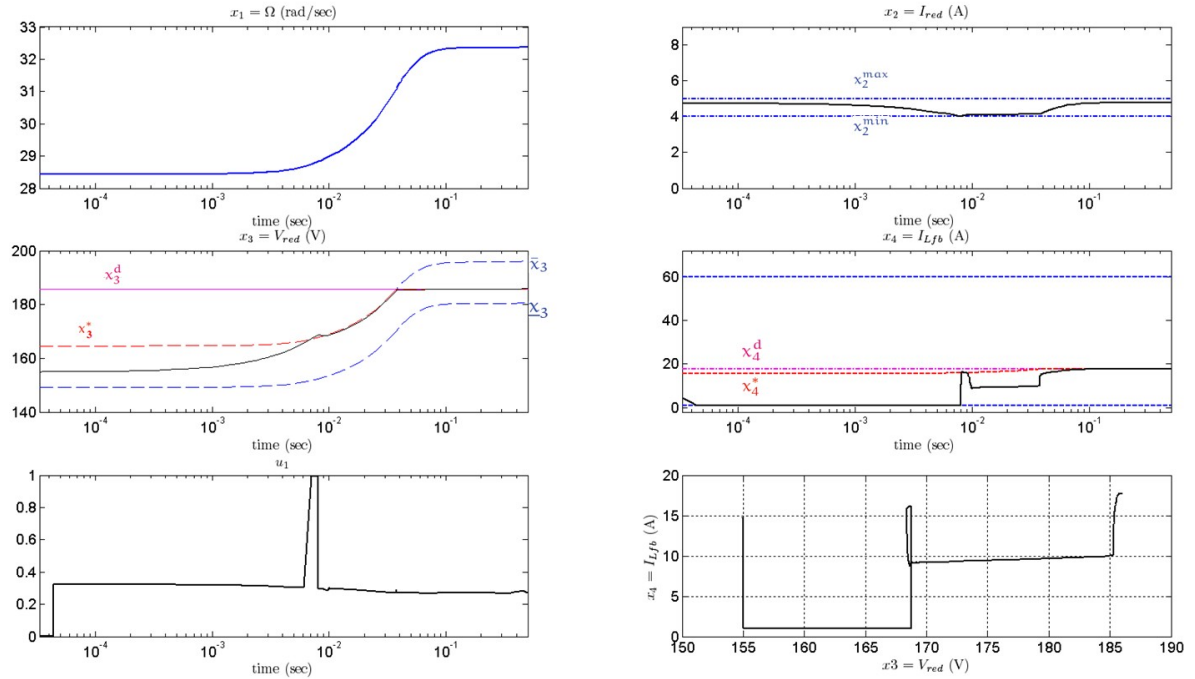 x₁ = Ω (rad/sec)
33
32
31
30
29
28
10⁻⁴ 10⁻³ 10⁻² 10⁻¹
time (sec)
x₂ = I_red (A)
8
6
4
2
0
x₂^max
x₂^min
10⁻⁴ 10⁻³ 10⁻² 10⁻¹
time (sec)
x₃ = V_red (V)
200
180
160
140
x₃^d
x₃^*
x̄₃
x̲₃
10⁻⁴ 10⁻³ 10⁻² 10⁻¹
time (sec)
x₄ = I_Lfb (A)
60
40
20
0
x₄^d
x₄^*
10⁻⁴ 10⁻³ 10⁻² 10⁻¹
time (sec)
u₁
1
0.8
0.6
0.4
0.2
0
10⁻⁴ 10⁻³ 10⁻² 10⁻¹
time (sec)
x₄ = I_Lfb (A)
20
15
10
5
0
150 155 160 165 170 175 180 185 190
x3 = V_red (V)